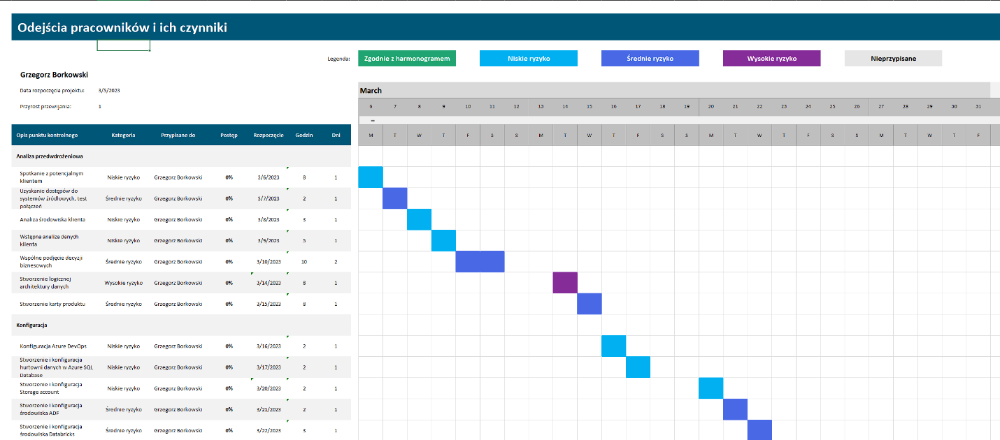 Odejścia pracowników i ich czynniki
Legenda: Zgodnie z harmonogramem Niskie ryzyko Średnie ryzyko Wysokie ryzyko Nieprzypisane
Grzegorz Borkowski
Data rozpoczęcia projektu: 3/5/2023
March
Przyrost przewijania: 1
6 7 8 9 10 11 12 13 14 15 16 17 18 19 20 21 22 23 24 25 26 27 28 29 30 31
Opis punktu kontrolnego Kategoria Przypisane do Postęp Rozpoczęcie Godzin Dni
M T W T F S S M T W T F S S M T W T F S S M T W T F
Analiza przedwdrożeniowa
Spotkanie z potencjalnym
klientem
Niskie ryzyko Grzegorz Borkowski 0% 3/6/2023 8 1
Uzyskanie dostępów do
systemów źródłowych, test
połączeń
Średnie ryzyko Grzegorz Borkowski 0% 3/7/2023 2 1
Analiza środowiska klienta Niskie ryzyko Grzegorz Borkowski 0% 3/8/2023 3 1
Wstępna analiza danych
klienta
Niskie ryzyko Grzegorz Borkowski 0% 3/9/2023 5 1
Wspólne podjęcie decyzji
biznesowych
Średnie ryzyko Grzegorz Borkowski 0% 3/10/2023 10 2
Stworzenie logicznej
architektury danych
Wysokie ryzyko Grzegorz Borkowski 0% 3/14/2023 8 1
Stworzenie karty produktu Średnie ryzyko Grzegorz Borkowski 0% 3/15/2023 8 1
Konfiguracja
Konfiguracja Azure DevOps Niskie ryzyko Grzegorz Borkowski 0% 3/16/2023 2 1
Stworzenie i konfiguracja
hurtowni danych w Azure SQL
Database
Niskie ryzyko Grzegorz Borkowski 0% 3/17/2023 2 1
Stworzenie i konfiguracja
Storage account
Niskie ryzyko Grzegorz Borkowski 0% 3/20/2023 2 1
Stworzenie i konfiguracja
środowiska ADF
Średnie ryzyko Grzegorz Borkowski 0% 3/21/2023 2 1
Stworzenie i konfiguracja
środowiska Databricks
Średnie ryzyko Grzegorz Borkowski 0% 3/22/2023 3 1